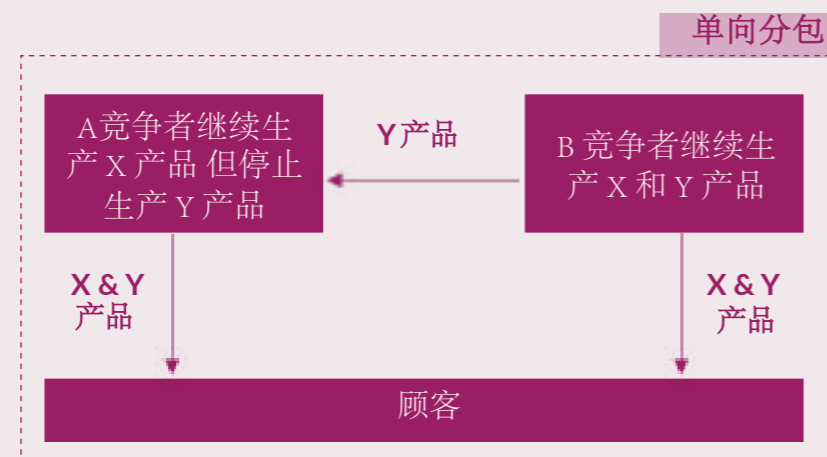 单向分包
A竞争者继续生
产 X 产品 但停止
生产 Y 产品
Y产品
B 竞争者继续生
产 X 和 Y 产品
X & Y
产品
X & Y
产品
顾客